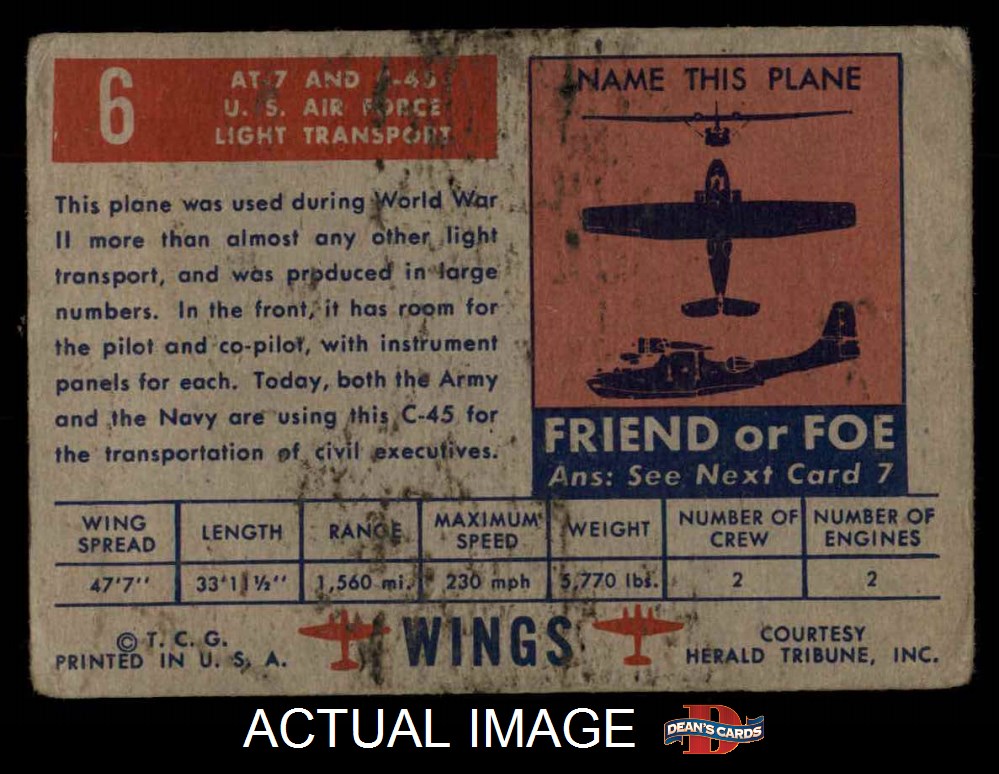 6
AT-7 AND C-45
U. S. AIR FORCE
LIGHT TRANSPORT
This plane was used during World War
II more than almost any other light
transport, and was produced in large
numbers. In the front, it has room for
the pilot and co-pilot, with instrument
panels for each. Today, both the Army
and the Navy are using this C-45 for
the transportation of civil executives.
NAME THIS PLANE
FRIEND or FOE
Ans: See Next Card 7
WING SPREAD LENGTH RANGE MAXIMUM SPEED WEIGHT NUMBER OF CREW NUMBER OF ENGINES
47'7'' 33'11½'' 1,560 mi. 230 mph 5,770 lbs. 2 2
© T. C. G.
PRINTED IN U. S. A.
WINGS
COURTESY
HERALD TRIBUNE, INC.
ACTUAL IMAGE
D
DEAN'S CARDS